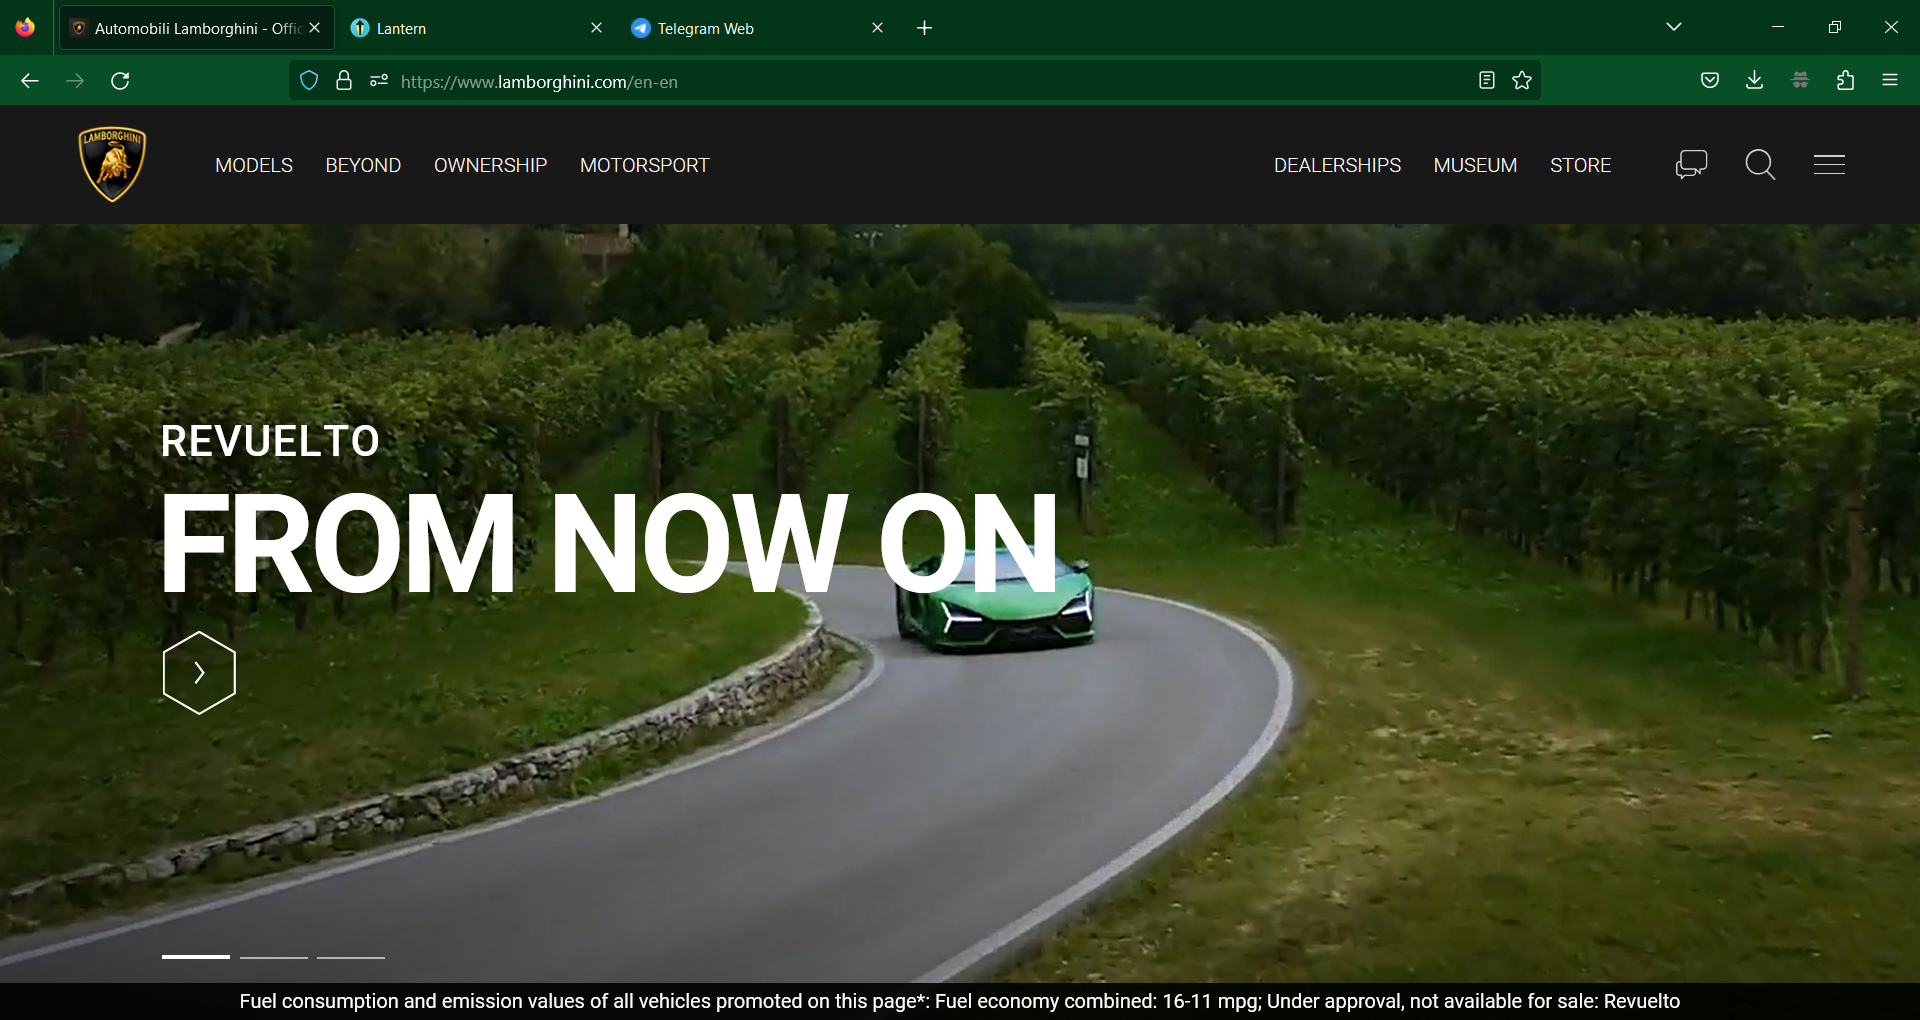 Automobili Lamborghini - Offic
Lantern
Telegram Web
https://www.lamborghini.com/en-en
LAMBORGHINI
MODELS
BEYOND
OWNERSHIP
MOTORSPORT
DEALERSHIPS
MUSEUM
STORE
REVUELTO
FROM NOW ON
Fuel consumption and emission values of all vehicles promoted on this page*: Fuel economy combined: 16-11 mpg; Under approval, not available for sale: Revuelto